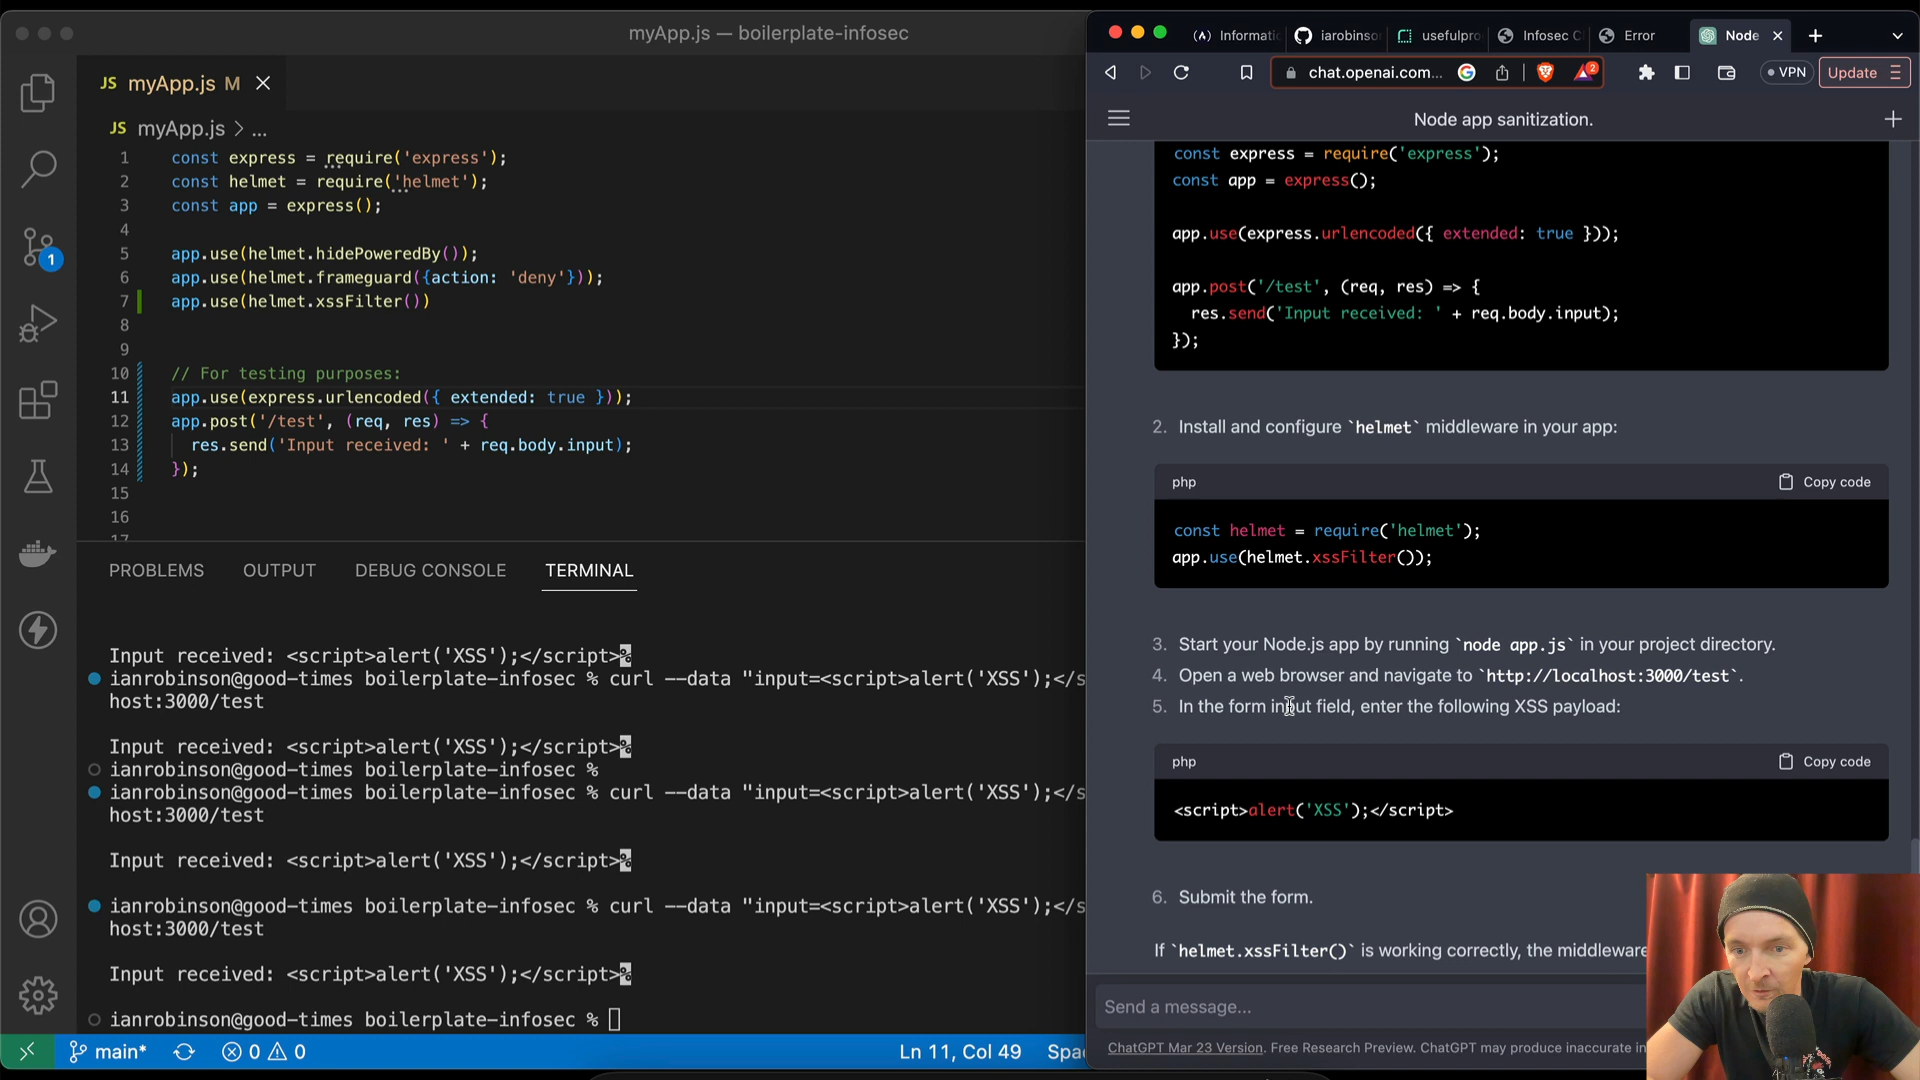 myApp.js — boilerplate-infosec
JS myApp.js M
JS myApp.js > ...
1 const express = require('express');
2 const helmet = require('helmet');
3 const app = express();
4
5 app.use(helmet.hidePoweredBy());
6 app.use(helmet.frameguard({action: 'deny'}));
7 app.use(helmet.xssFilter())
8
9
10 // For testing purposes:
11 app.use(express.urlencoded({ extended: true }));
12 app.post('/test', (req, res) => {
13 res.send('Input received: ' + req.body.input);
14 });
15
16
17
1
PROBLEMS OUTPUT DEBUG CONSOLE TERMINAL
Input received: <script>alert('XSS');</script>%
ianrobinson@good-times boilerplate-infosec % curl --data "input=<script>alert('XSS');</s
host:3000/test
Input received: <script>alert('XSS');</script>%
ianrobinson@good-times boilerplate-infosec %
ianrobinson@good-times boilerplate-infosec % curl --data "input=<script>alert('XSS');</s
host:3000/test
Input received: <script>alert('XSS');</script>%
ianrobinson@good-times boilerplate-infosec % curl --data "input=<script>alert('XSS');</s
host:3000/test
Input received: <script>alert('XSS');</script>%
ianrobinson@good-times boilerplate-infosec %
main* 0 0 Ln 11, Col 49 Spa
(A) Informati iarobinso usefulpro Infosec C Error Node
chat.openai.com... 2 VPN Update
Node app sanitization.
const express = require('express');
const app = express();
app.use(express.urlencoded({ extended: true }));
app.post('/test', (req, res) => {
res.send('Input received: ' + req.body.input);
});
2. Install and configure `helmet` middleware in your app:
php Copy code
const helmet = require('helmet');
app.use(helmet.xssFilter());
3. Start your Node.js app by running `node app.js` in your project directory.
4. Open a web browser and navigate to `http://localhost:3000/test`.
5. In the form input field, enter the following XSS payload:
php Copy code
<script>alert('XSS');</script>
6. Submit the form.
If `helmet.xssFilter()` is working correctly, the middleware
Send a message...
ChatGPT Mar 23 Version. Free Research Preview. ChatGPT may produce inaccurate in